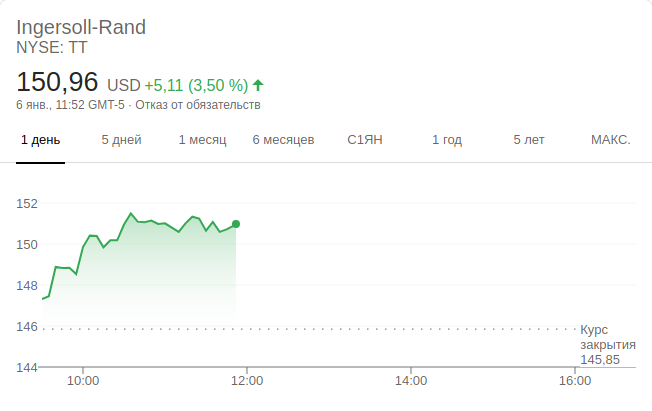 Ingersoll-Rand
NYSE: TT
150,96 USD +5,11 (3,50 %)
6 янв., 11:52 GMT-5 · Отказ от обязательств
1 день 5 дней 1 месяц 6 месяцев С1ЯН 1 год 5 лет МАКС.
152
150
148
146
Курс
закрытия
145,85
144
10:00 12:00 14:00 16:00